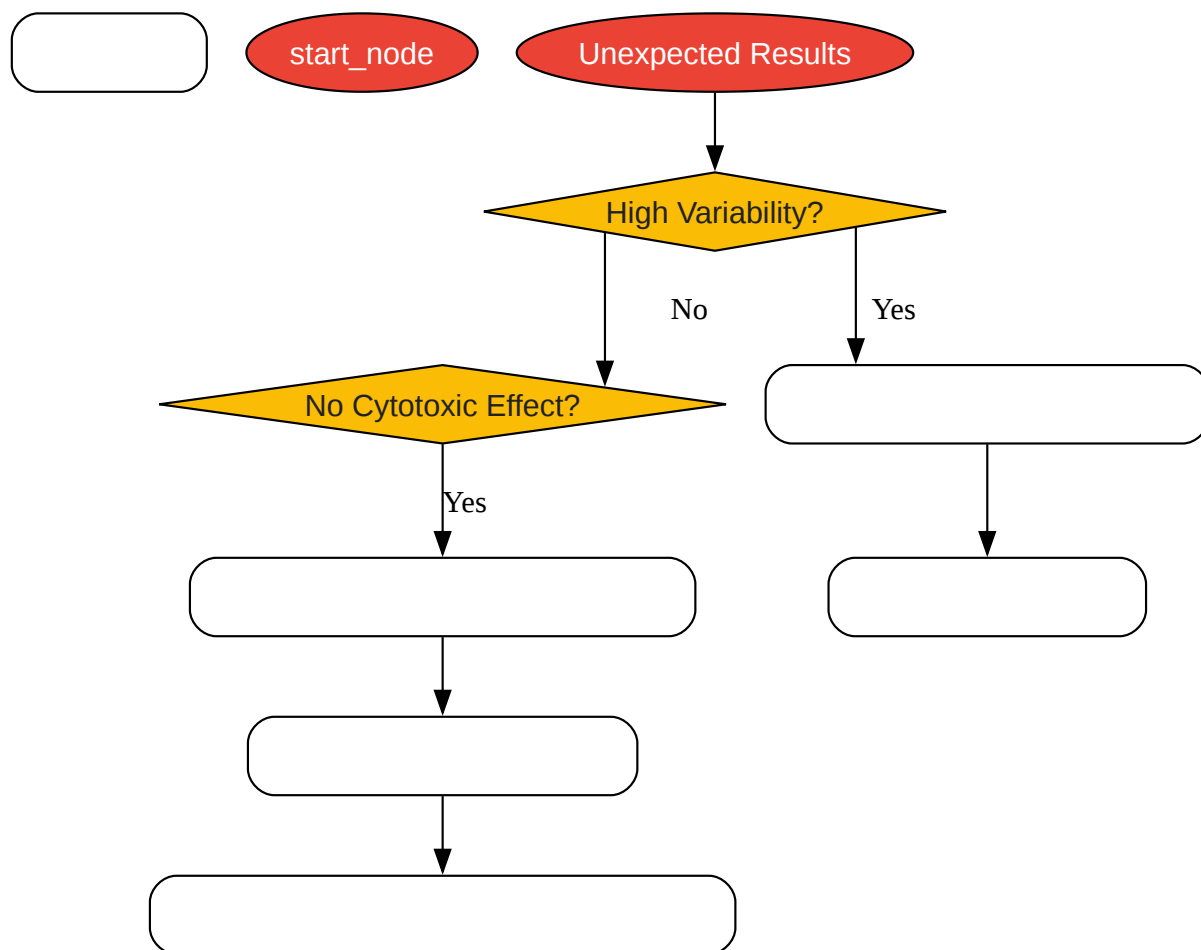 start_node
Unexpected Results
High Variability?
No
Yes
No Cytotoxic Effect?
Yes